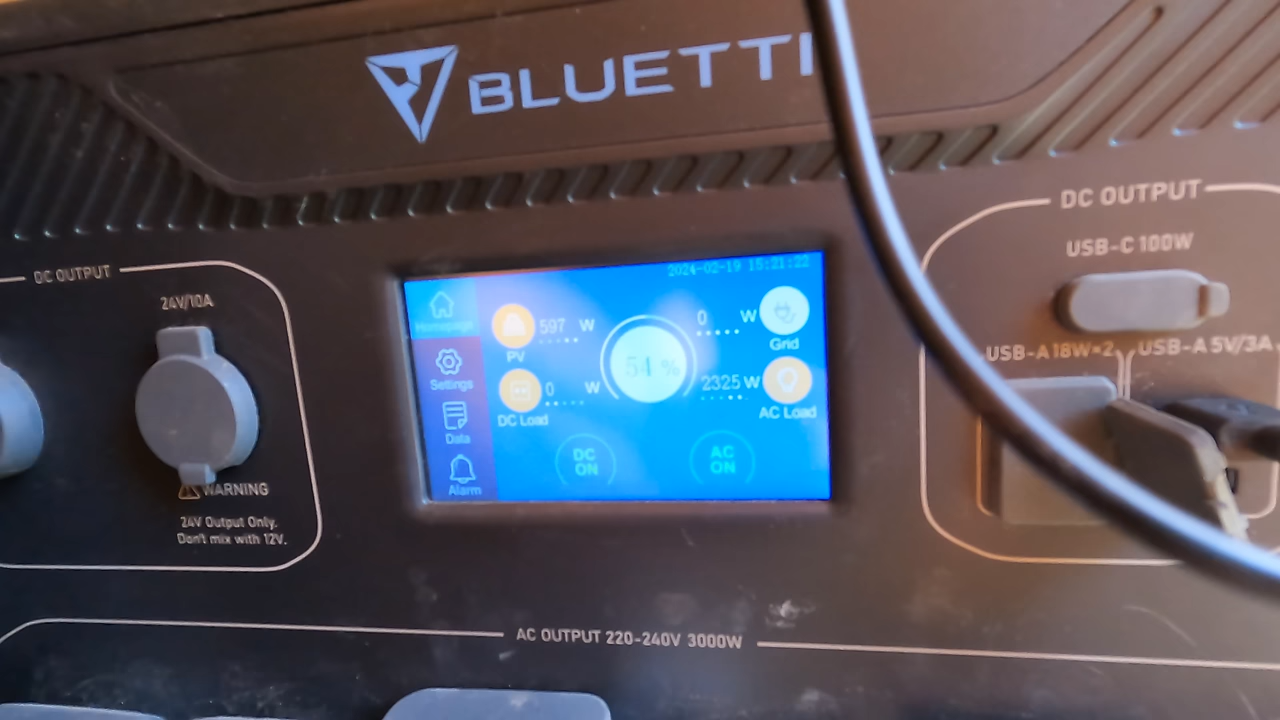 BLUETTI
DC OUTPUT
24V/10A
WARNING
24V Output Only.
Don't mix with 12V.
2024-02-19 15:21:22
Homepage
Settings
Data
Alarm
597 W
PV
0 W
DC Load
54 %
0 W
Grid
2325 W
AC Load
DC
ON
AC
ON
DC OUTPUT
USB-C 100W
USB-A 18W×2
USB-A 5V/3A
AC OUTPUT 220-240V 3000W